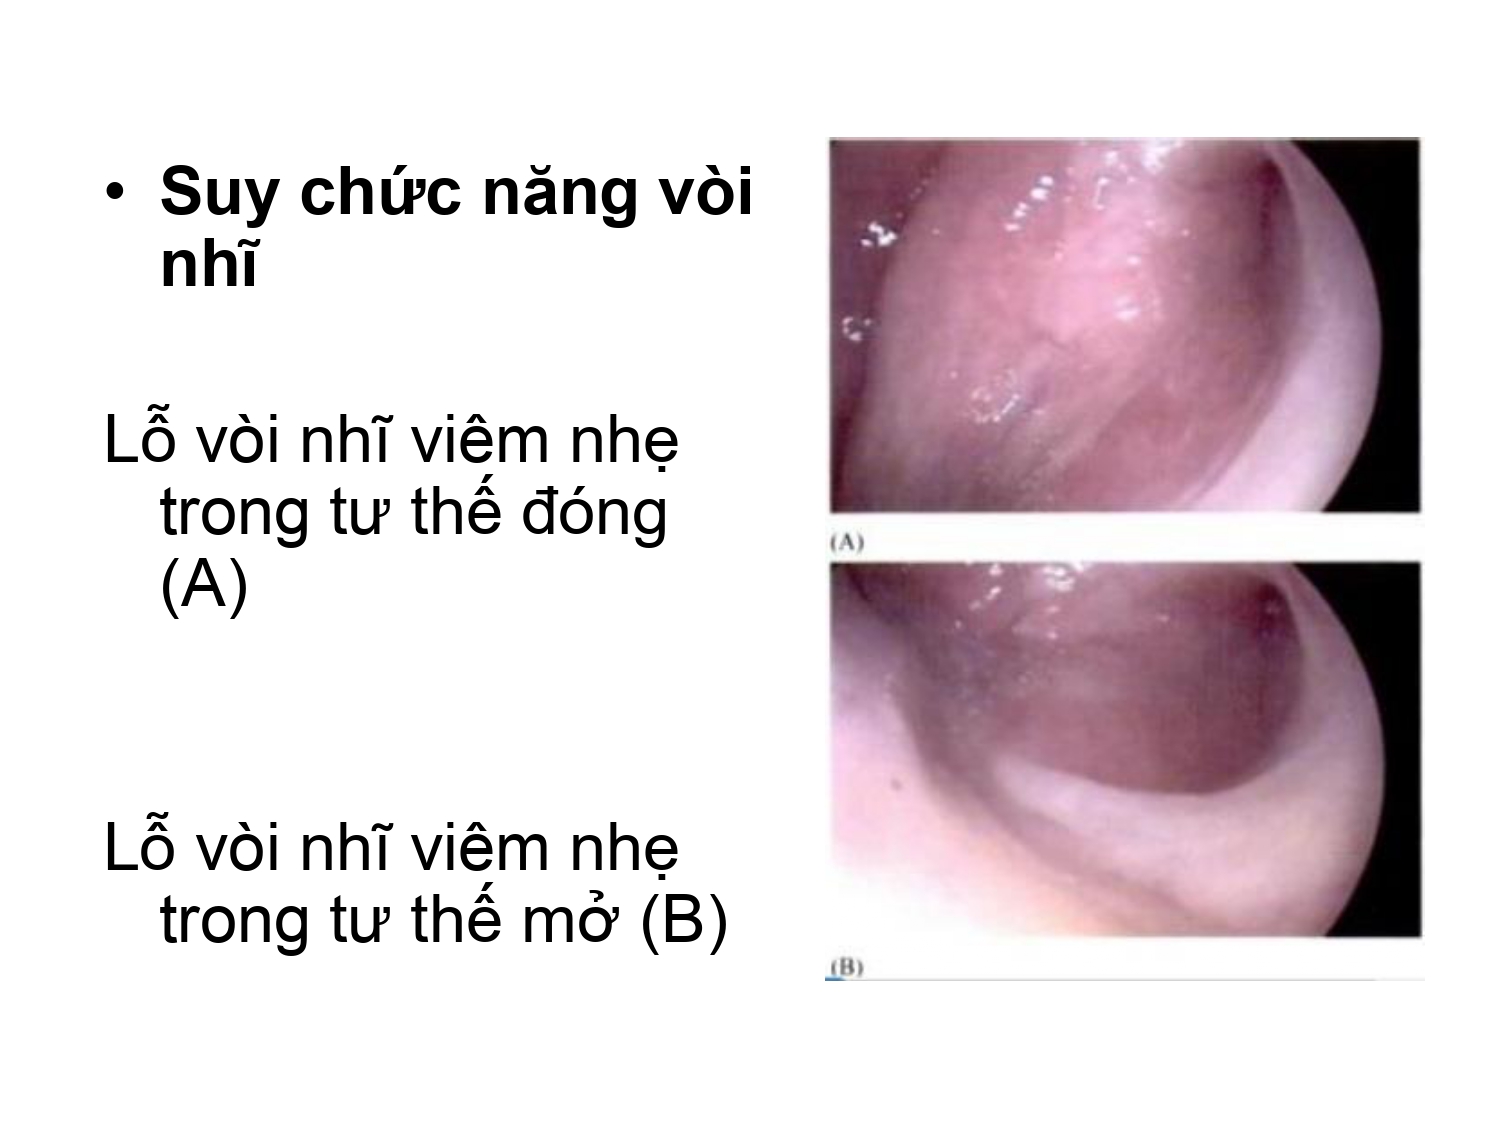 • Suy chức năng vòi
nhĩ
Lỗ vòi nhĩ viêm nhẹ
trong tư thế đóng
(A)
Lỗ vòi nhĩ viêm nhẹ
trong tư thế mở (B)
(A)
(B)